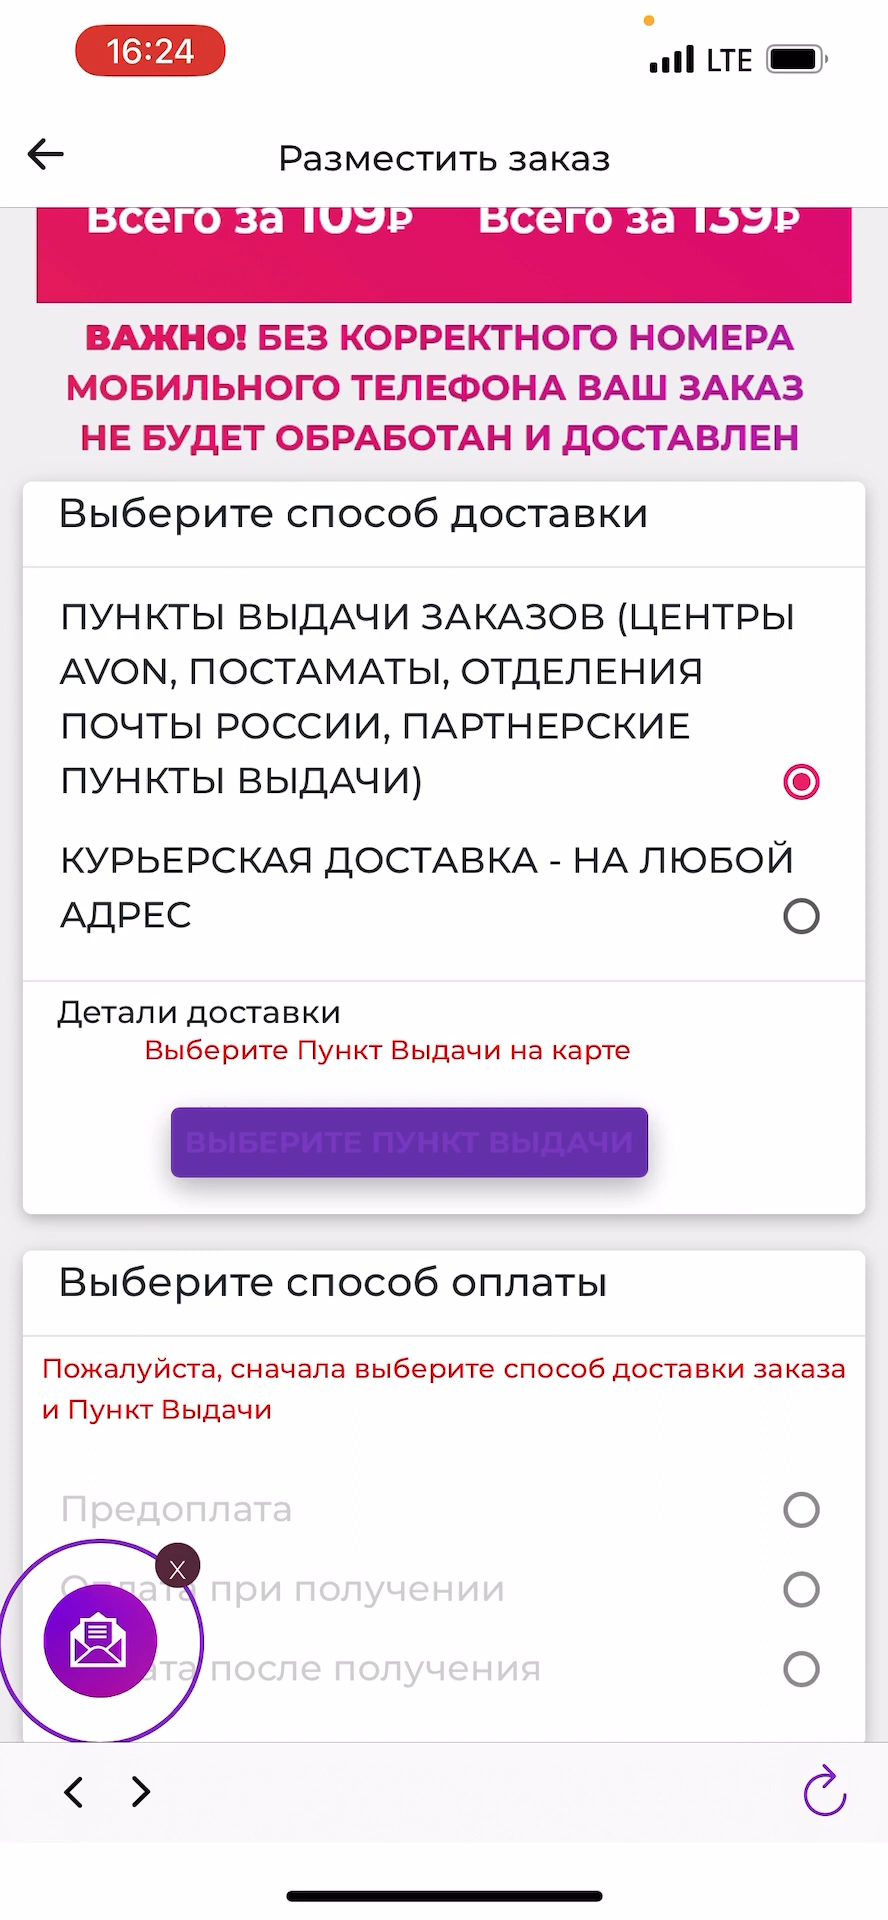 16:24
LTE
Разместить заказ
Всего за 109₽ Всего за 139₽
ВАЖНО! БЕЗ КОРРЕКТНОГО НОМЕРА
МОБИЛЬНОГО ТЕЛЕФОНА ВАШ ЗАКАЗ
НЕ БУДЕТ ОБРАБОТАН И ДОСТАВЛЕН
Выберите способ доставки
ПУНКТЫ ВЫДАЧИ ЗАКАЗОВ (ЦЕНТРЫ
AVON, ПОСТАМАТЫ, ОТДЕЛЕНИЯ
ПОЧТЫ РОССИИ, ПАРТНЕРСКИЕ
ПУНКТЫ ВЫДАЧИ)
КУРЬЕРСКАЯ ДОСТАВКА - НА ЛЮБОЙ
АДРЕС
Детали доставки
Выберите Пункт Выдачи на карте
ВЫБЕРИТЕ ПУНКТ ВЫДАЧИ
Выберите способ оплаты
Пожалуйста, сначала выберите способ доставки заказа
и Пункт Выдачи
Предоплата
X
Оплата при получении
ата после получения